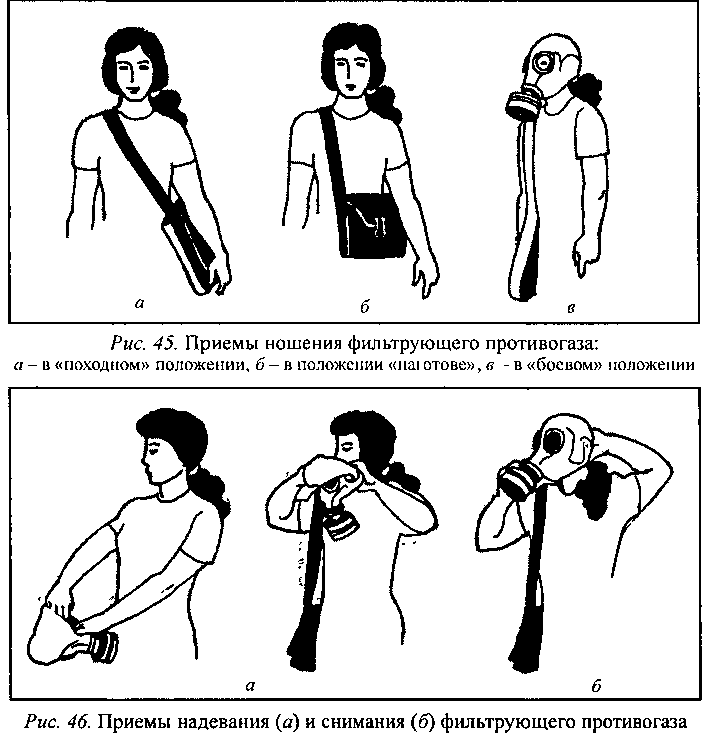 а
б
в
Рис. 45. Приемы ношения фильтрующего противогаза:
а – в «походном» положении, б – в положении «наготове», в - в «боевом» положении
а
б
Рис. 46. Приемы надевания (а) и снимания (б) фильтрующего противогаза